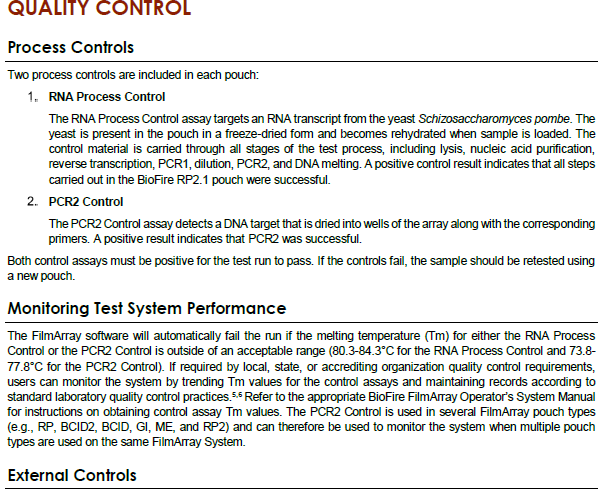 QUALITY CONTROL
Process Controls
Two process controls are included in each pouch:
1. RNA Process Control
The RNA Process Control assay targets an RNA transcript from the yeast Schizosaccharomyces pombe. The
yeast is present in the pouch in a freeze-dried form and becomes rehydrated when sample is loaded. The
control material is carried through all stages of the test process, including lysis, nucleic acid purification,
reverse transcription, PCR1, dilution, PCR2, and DNA melting. A positive control result indicates that all steps
carried out in the BioFire RP2.1 pouch were successful.
2. PCR2 Control
The PCR2 Control assay detects a DNA target that is dried into wells of the array along with the corresponding
primers. A positive result indicates that PCR2 was successful.
Both control assays must be positive for the test run to pass. If the controls fail, the sample should be retested using
a new pouch.
Monitoring Test System Performance
The FilmArray software will automatically fail the run if the melting temperature (Tm) for either the RNA Process
Control or the PCR2 Control is outside of an acceptable range (80.3-84.3°C for the RNA Process Control and 73.8-
77.8°C for the PCR2 Control). If required by local, state, or accrediting organization quality control requirements,
users can monitor the system by trending Tm values for the control assays and maintaining records according to
standard laboratory quality control practices.5,6 Refer to the appropriate BioFire FilmArray Operator's System Manual
for instructions on obtaining control assay Tm values. The PCR2 Control is used in several FilmArray pouch types
(e.g., RP, BCID2, BCID, GI, ME, and RP2) and can therefore be used to monitor the system when multiple pouch
types are used on the same FilmArray System.
External Controls